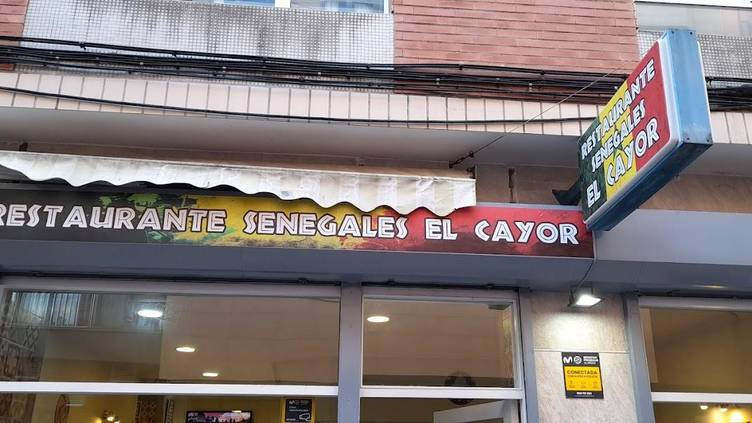 RESTAURANTE SENEGALES EL CAYOR
RESTAURANTE
SENEGALES
EL CAYOR
CONECTADA